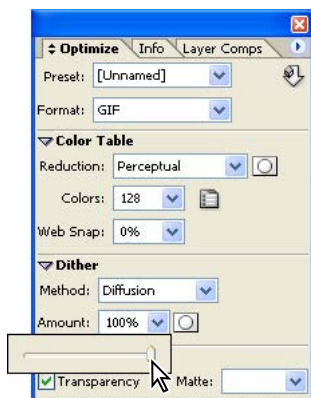 Optimize Info Layer Comps
Preset: [Unnamed]
Format: GIF
Color Table
Reduction: Perceptual
Colors: 128
Web Snap: 0%
Dither
Method: Diffusion
Amount: 100%
Transparency Matte: